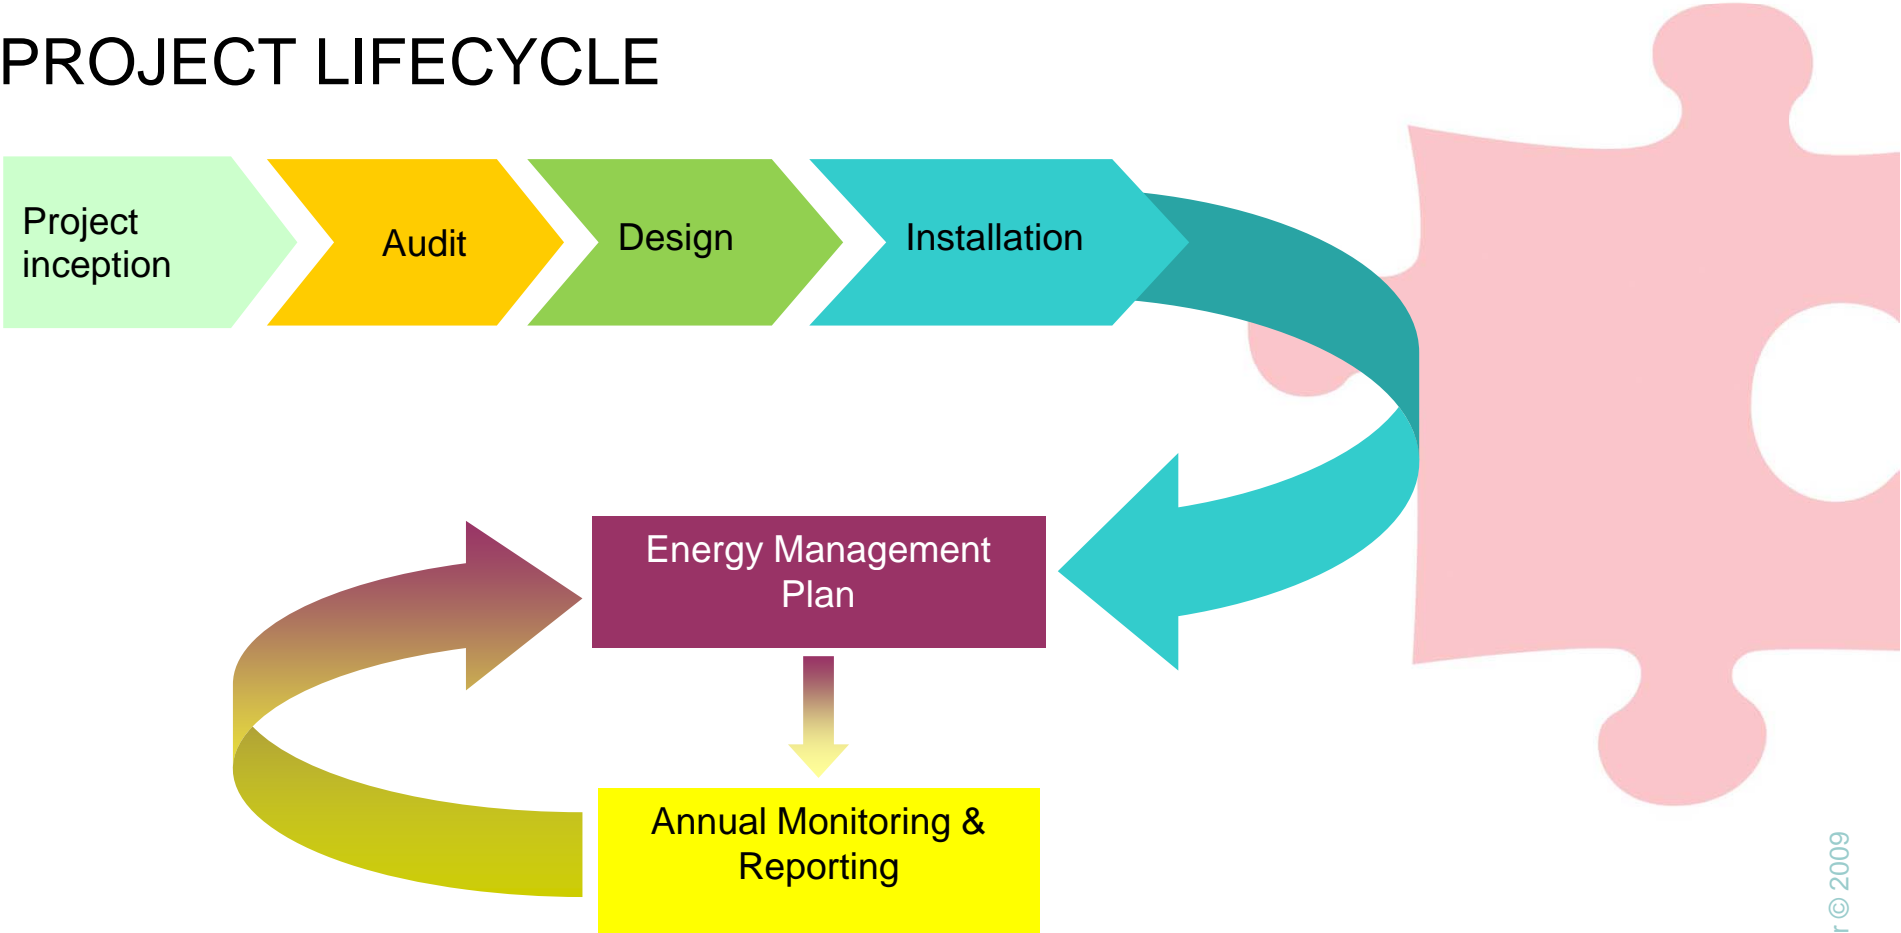 PROJECT LIFECYCLE
Project
inception
Audit
Design
Installation
Energy Management
Plan
Annual Monitoring &
Reporting
r © 2009